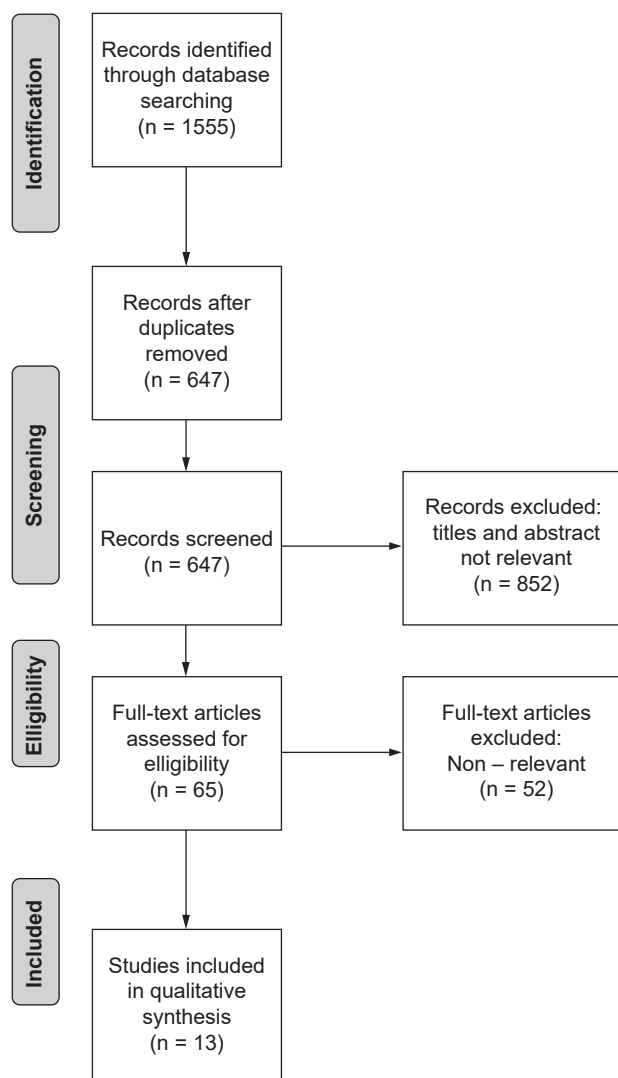 Identification
Records identified
through database
searching
(n = 1555)
Records after
duplicates
removed
(n = 647)
Screening
Records screened
(n = 647)
Records excluded:
titles and abstract
not relevant
(n = 852)
Elligibility
Full-text articles
assessed for
elligibility
(n = 65)
Full-text articles
excluded:
Non – relevant
(n = 52)
Included
Studies included
in qualitative
synthesis
(n = 13)